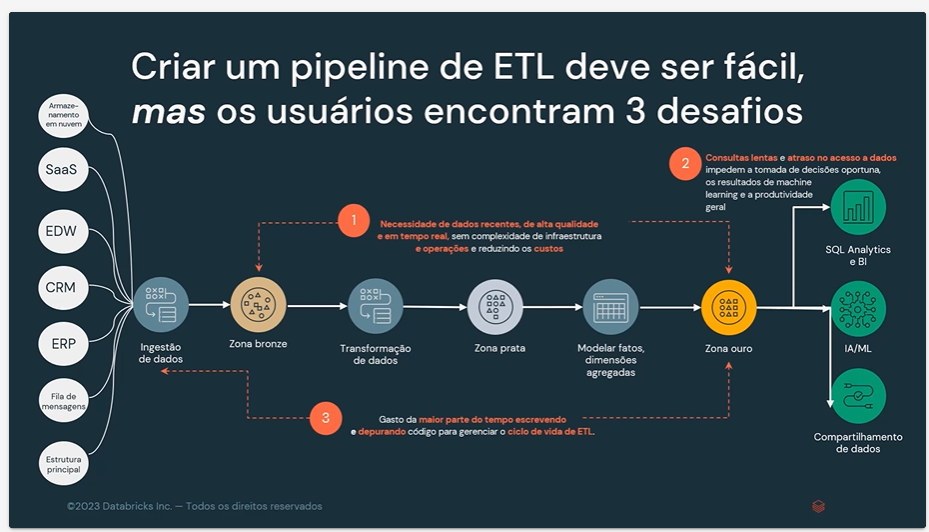 Criar um pipeline de ETL deve ser fácil,
mas os usuários encontram 3 desafios
Armaze-
namento
em nuvem
SaaS
EDW
CRM
ERP
Fila de
mensagens
Estrutura
principal
1
Necessidade de dados recentes, de alta qualidade
e em tempo real, sem complexidade de infraestrutura
e operações e reduzindo os custos
2
Consultas lentas e atraso no acesso a dados
impedem a tomada de decisões oportuna,
os resultados de machine
learning e a produtividade
geral
Ingestão
de dados
Zona bronze
Transformação
de dados
Zona prata
Modelar fatos,
dimensões
agregadas
Zona ouro
SQL Analytics
e BI
IA/ML
Compartilhamento
de dados
3
Gasto da maior parte do tempo escrevendo
e depurando código para gerenciar o ciclo de vida de ETL.
©2023 Databricks Inc. — Todos os direitos reservados